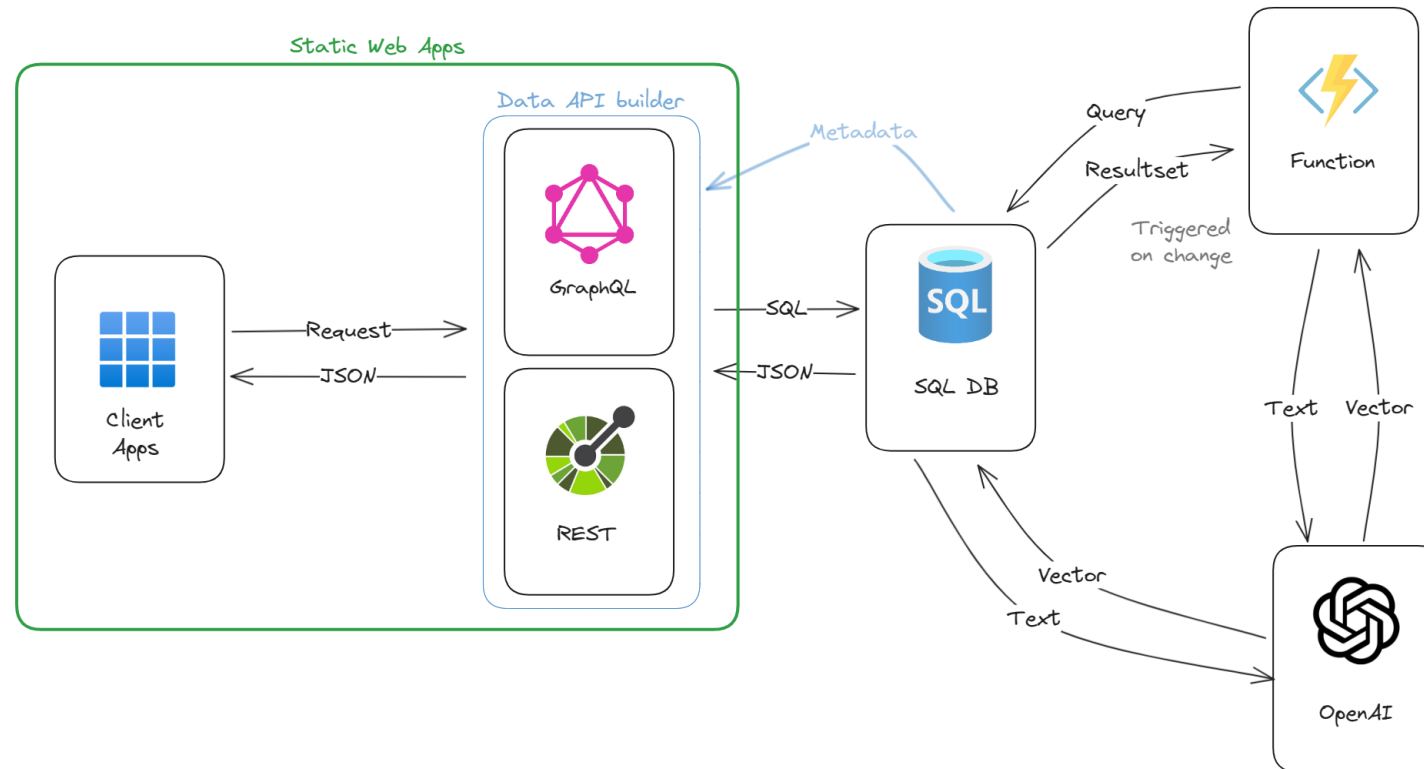 Static Web Apps
Data API builder
GraphQL
REST
Client
Apps
Request
JSON
Metadata
SQL
JSON
SQL
SQL DB
Query
Resultset
Triggered
on change
Function
Text
Vector
Vector
Text
OpenAI